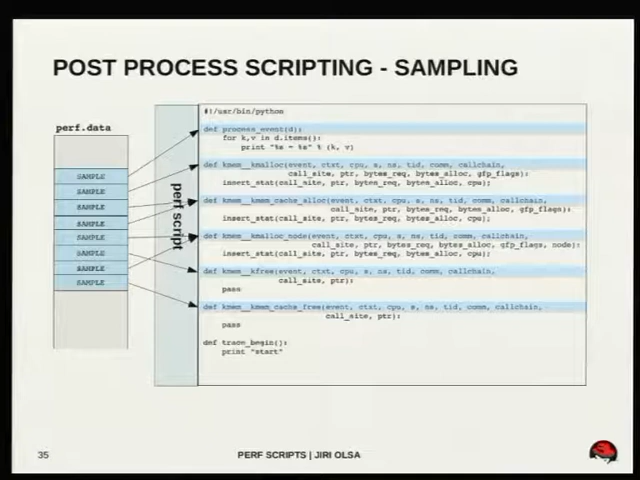 POST PROCESS SCRIPTING - SAMPLING
perf.data
SAMPLE
SAMPLE
SAMPLE
SAMPLE
SAMPLE
SAMPLE
SAMPLE
SAMPLE
perf script
#!/usr/bin/python
def process_event(d):
for k,v in d.items():
print "%s = %s" % (k, v)
def kmem__kmalloc(event, ctxt, cpu, s, ns, tid, comm, callchain,
call_site, ptr, bytes_req, bytes_alloc, gfp_flags):
insert_stat(call_site, ptr, bytes_req, bytes_alloc, cpu);
def kmem__kmem_cache_alloc(event, ctxt, cpu, s, ns, tid, comm, callchain,
call_site, ptr, bytes_req, bytes_alloc, gfp_flags):
insert_stat(call_site, ptr, bytes_req, bytes_alloc, cpu);
def kmem__kmalloc_node(event, ctxt, cpu, s, ns, tid, comm, callchain,
call_site, ptr, bytes_req, bytes_alloc, gfp_flags, node):
insert_stat(call_site, ptr, bytes_req, bytes_alloc, cpu);
def kmem__kfree(event, ctxt, cpu, s, ns, tid, comm, callchain,
call_site, ptr):
pass
def kmem__kmem_cache_free(event, ctxt, cpu, s, ns, tid, comm, callchain,
call_site, ptr):
pass
def trace_begin():
print "start"
35
PERF SCRIPTS | JIRI OLSA